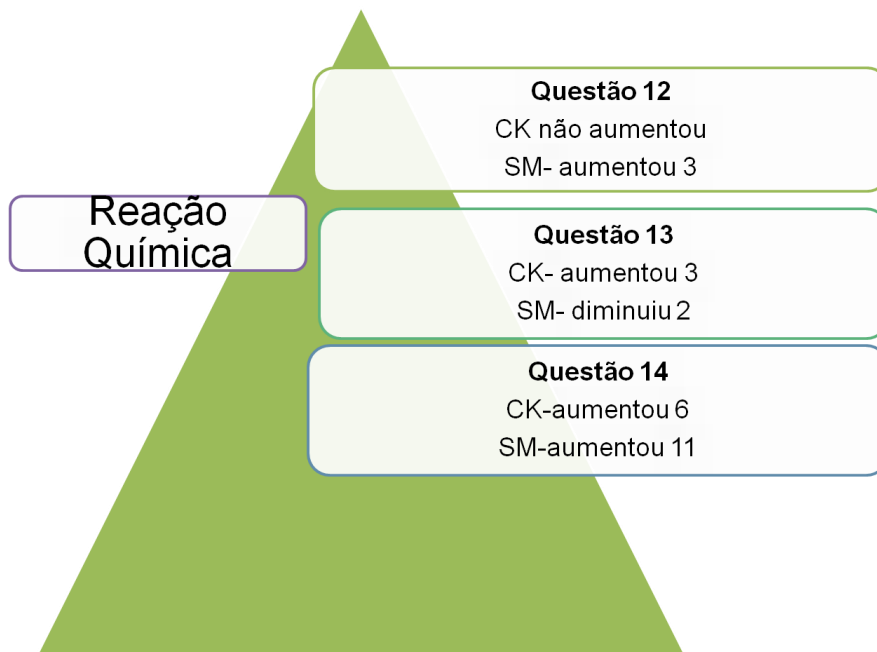 Reação
Química
Questão 12
CK não aumentou
SM- aumentou 3
Questão 13
CK- aumentou 3
SM- diminuiu 2
Questão 14
CK-aumentou 6
SM-aumentou 11